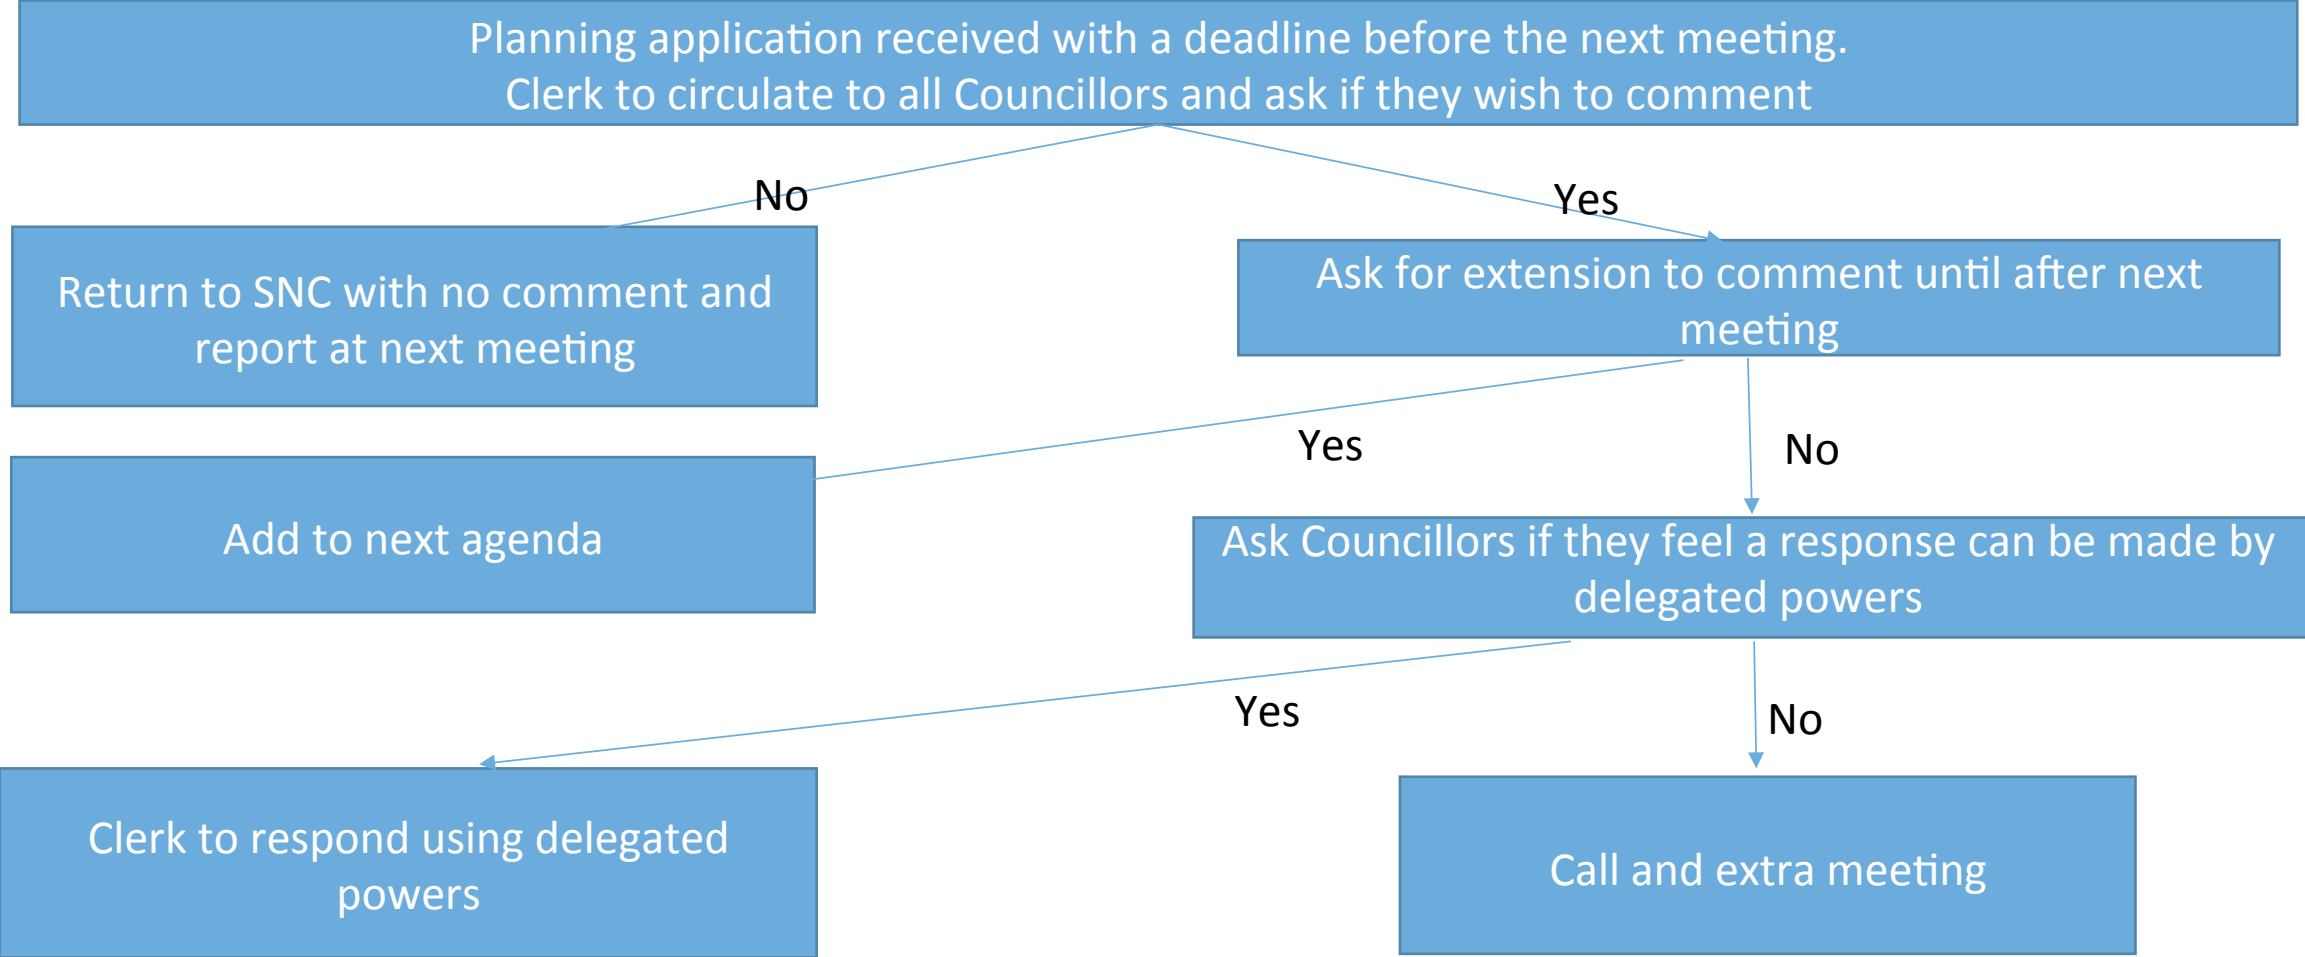 Planning application received with a deadline before the next meeting.
Clerk to circulate to all Councillors and ask if they wish to comment
No
Yes
Return to SNC with no comment and
report at next meeting
Ask for extension to comment until after next
meeting
Yes
No
Add to next agenda
Ask Councillors if they feel a response can be made by
delegated powers
Yes
No
Clerk to respond using delegated
powers
Call and extra meeting